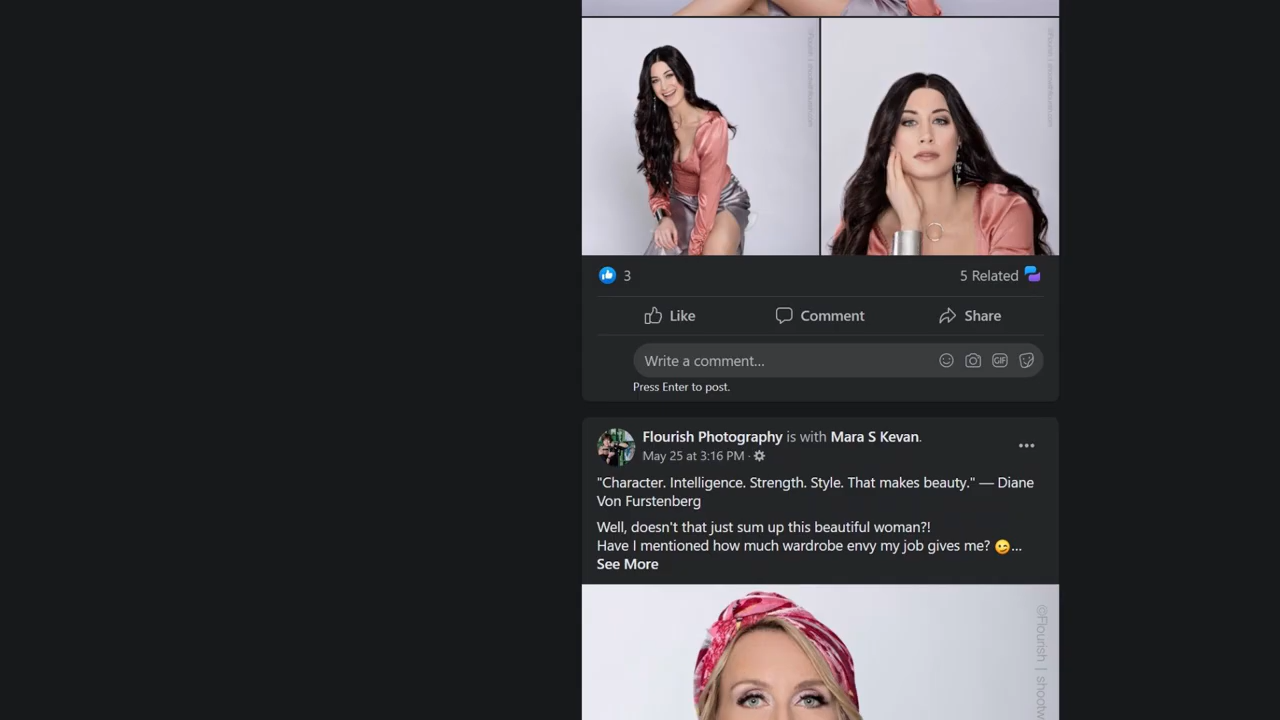 3
5 Related
Like
Comment
Share
Write a comment...
GIF
Press Enter to post.
Flourish Photography is with Mara S Kevan.
May 25 at 3:16 PM ·
"Character. Intelligence. Strength. Style. That makes beauty." — Diane
Von Furstenberg
Well, doesn't that just sum up this beautiful woman?!
Have I mentioned how much wardrobe envy my job gives me? 😉...
See More
©Flourish | shootw